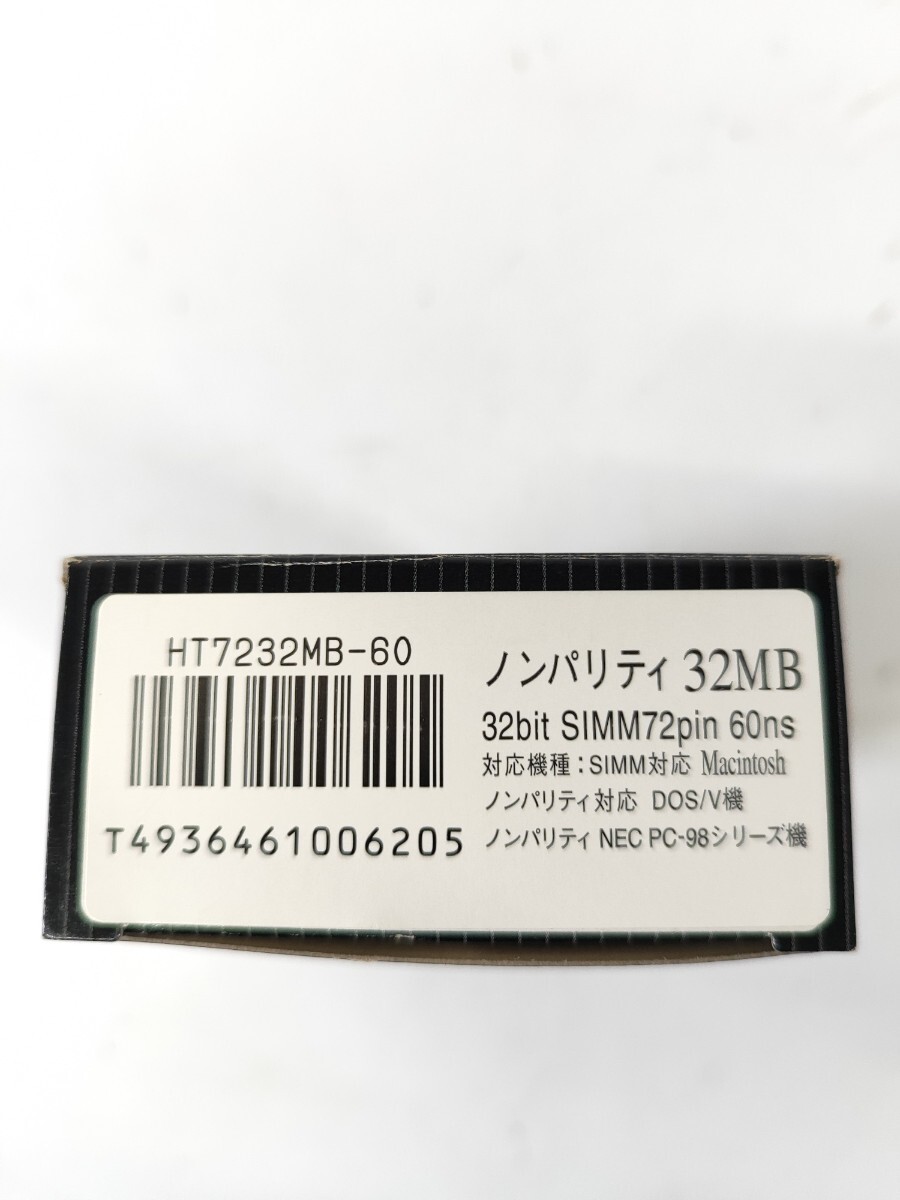 HT7232MB-60
T4936461006205
ノンパリティ 32MB
32bit SIMM72pin 60ns
対応機種：SIMM対応 Macintosh
ノンパリティ対応 DOS/V機
ノンパリティ NEC PC-98シリーズ機